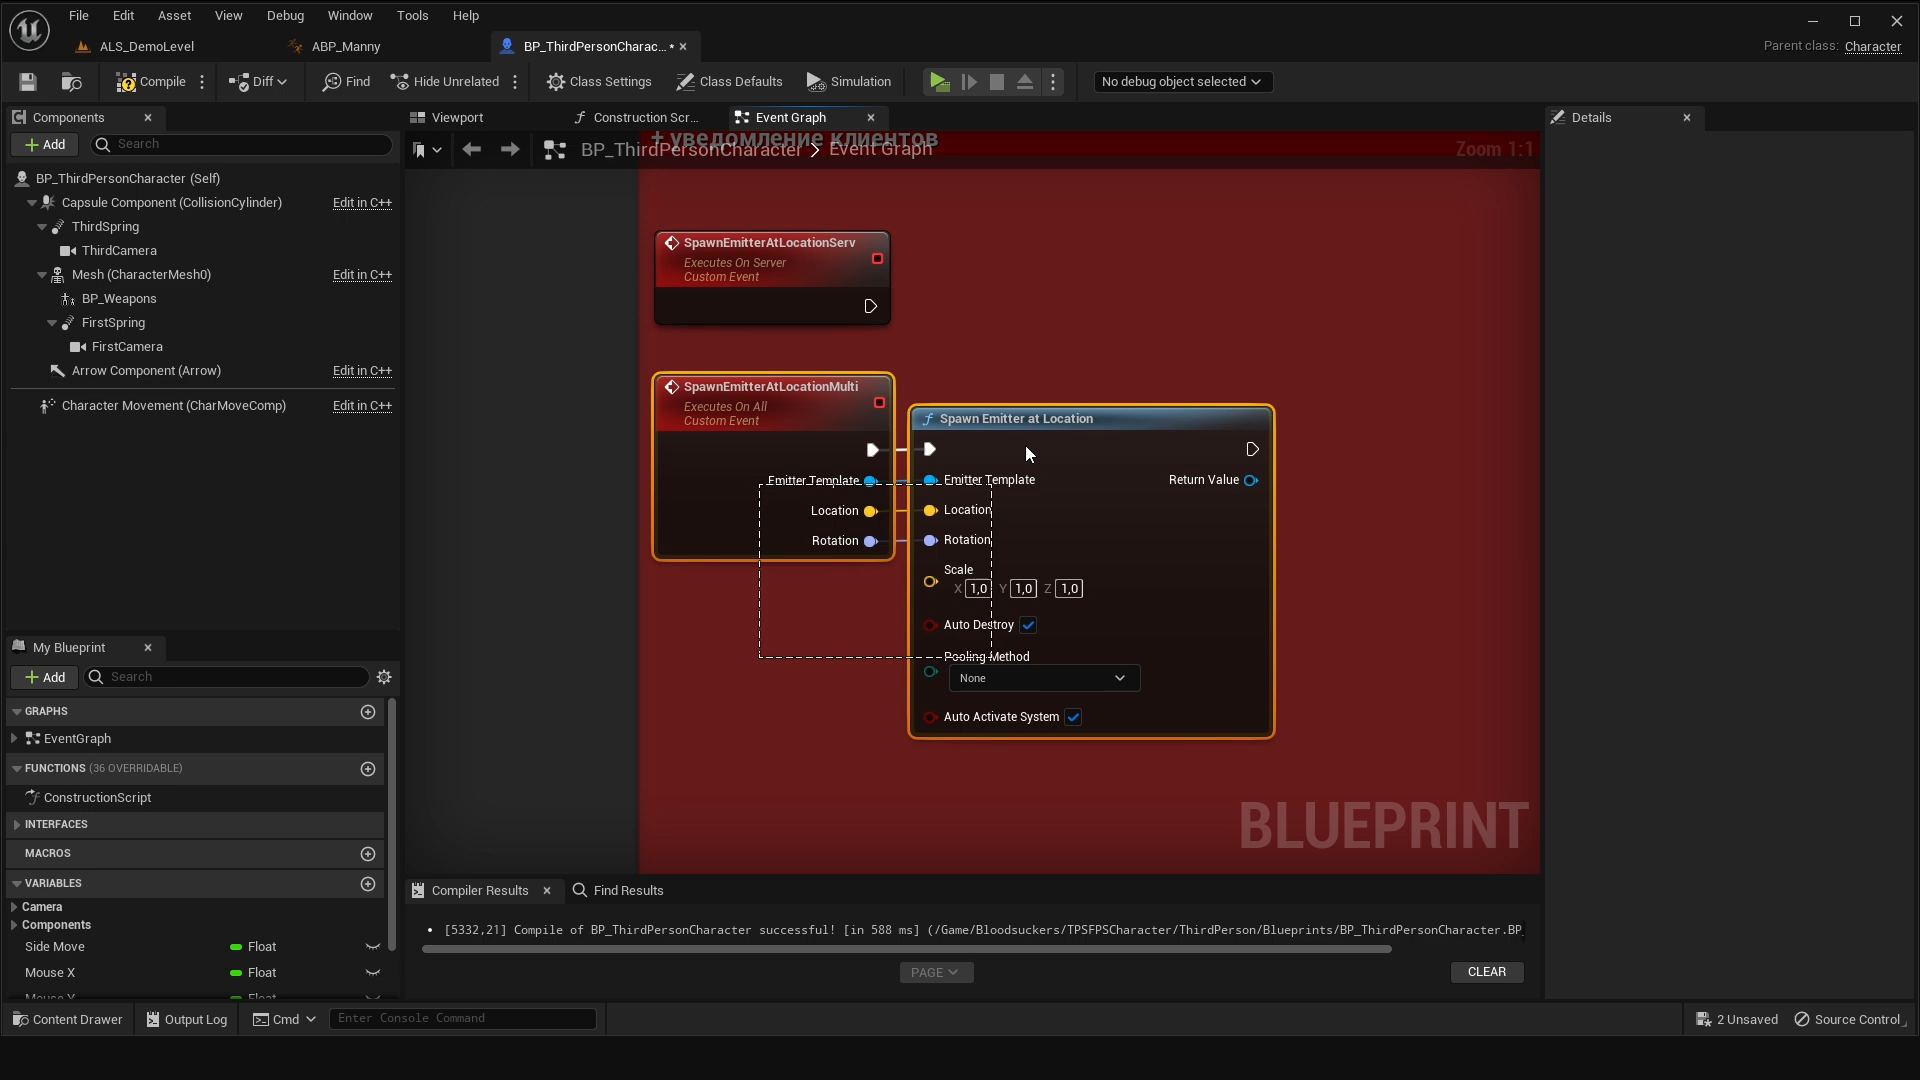 File Edit Asset View Debug Window Tools Help
ALS_DemoLevel
ABP_Manny
BP_ThirdPersonCharac... *
Parent class: Character
Compile
Diff
Find
Hide Unrelated
Class Settings
Class Defaults
Simulation
No debug object selected
Components
Viewport
Construction Scr...
Event Graph
Details
+ Add
Search
+ уведомление клиентов
BP_ThirdPersonCharacter > Event Graph
Zoom 1:1
BP_ThirdPersonCharacter (Self)
Capsule Component (CollisionCylinder) Edit in C++
ThirdSpring
ThirdCamera
Mesh (CharacterMesh0) Edit in C++
BP_Weapons
FirstSpring
FirstCamera
Arrow Component (Arrow) Edit in C++
Character Movement (CharMoveComp) Edit in C++
SpawnEmitterAtLocationServ
Executes On Server
Custom Event
SpawnEmitterAtLocationMulti
Executes On All
Custom Event
Emitter Template
Location
Rotation
Spawn Emitter at Location
Emitter Template
Return Value
Location
Rotation
Scale
X 1,0 Y 1,0 Z 1,0
Auto Destroy
Pooling Method
None
Auto Activate System
BLUEPRINT
My Blueprint
+ Add
Search
GRAPHS
EventGraph
FUNCTIONS (36 OVERRIDABLE)
ConstructionScript
INTERFACES
MACROS
VARIABLES
Camera
Components
Side Move Float
Mouse X Float
Mouse Y Float
Compiler Results
Find Results
[5332,21] Compile of BP_ThirdPersonCharacter successful! [in 588 ms] (/Game/Bloodsuckers/TPSFPSCharacter/ThirdPerson/Blueprints/BP_ThirdPersonCharacter.BP_
PAGE
CLEAR
Content Drawer
Output Log
Cmd
Enter Console Command
2 Unsaved
Source Control